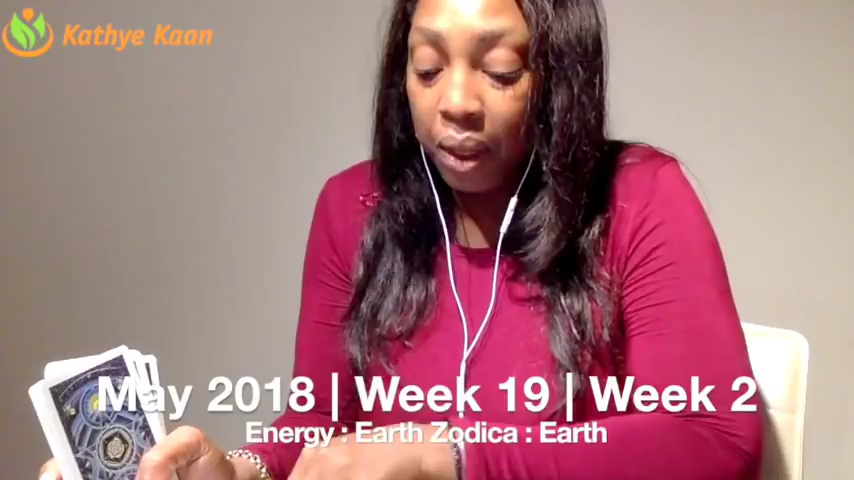 Kathye Kaan
May 2018 | Week 19 | Week 2
Energy : Earth Zodica : Earth